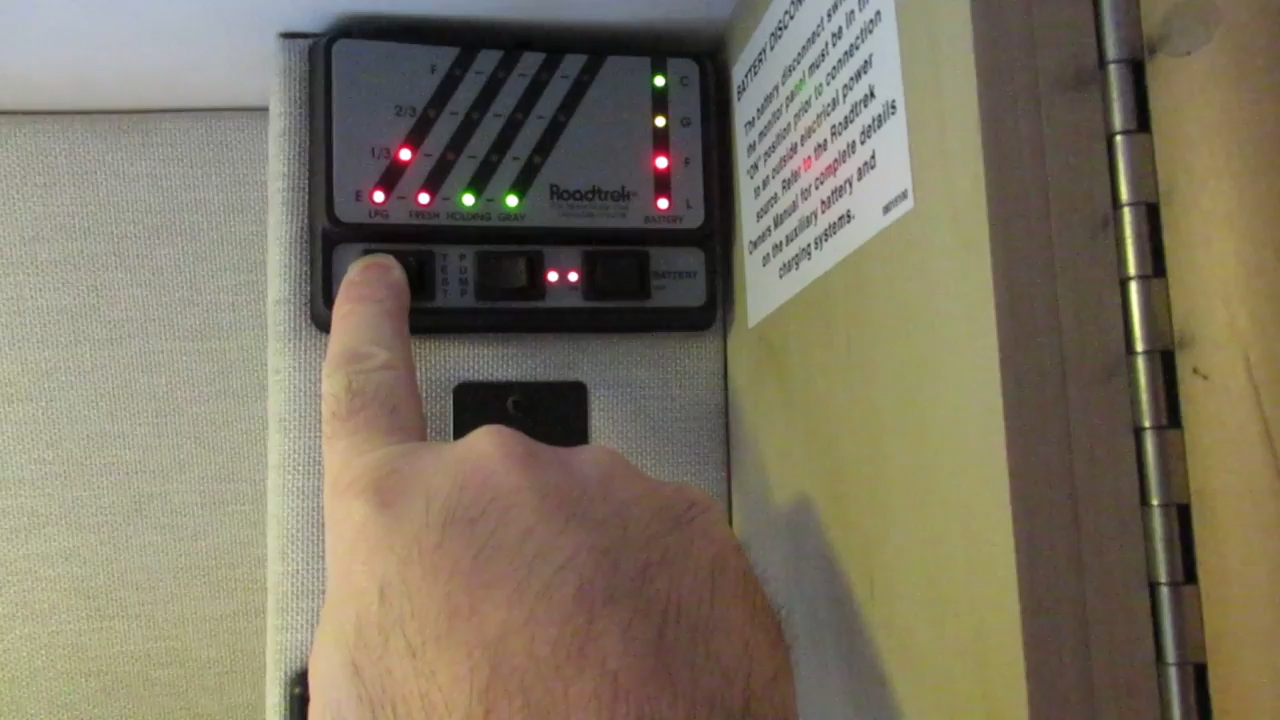 F
2/3
1/3
E
LPG FRESH HOLDING GRAY
Roadtrek
C
G
F
L
BATTERY
TEST
PUMP
BATTERY
BATTERY DISCON
The battery disconnect
the monitor panel must be in
"ON" position prior to connection
to an outside electrical power
source. Refer to the Roadtrek
Owners Manual for complete details
on the auxiliary battery and
charging systems.